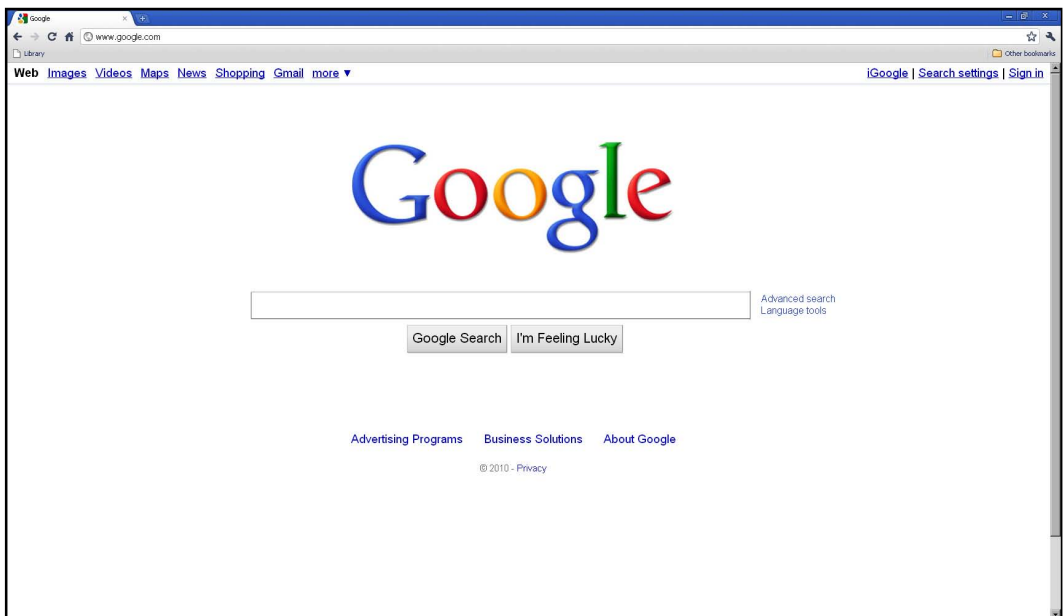 Google
www.google.com
Library Other bookmarks
Web Images Videos Maps News Shopping Gmail more ▼ iGoogle | Search settings | Sign in
Google
Advanced search
Language tools
Google Search I'm Feeling Lucky
Advertising Programs Business Solutions About Google
© 2010 - Privacy